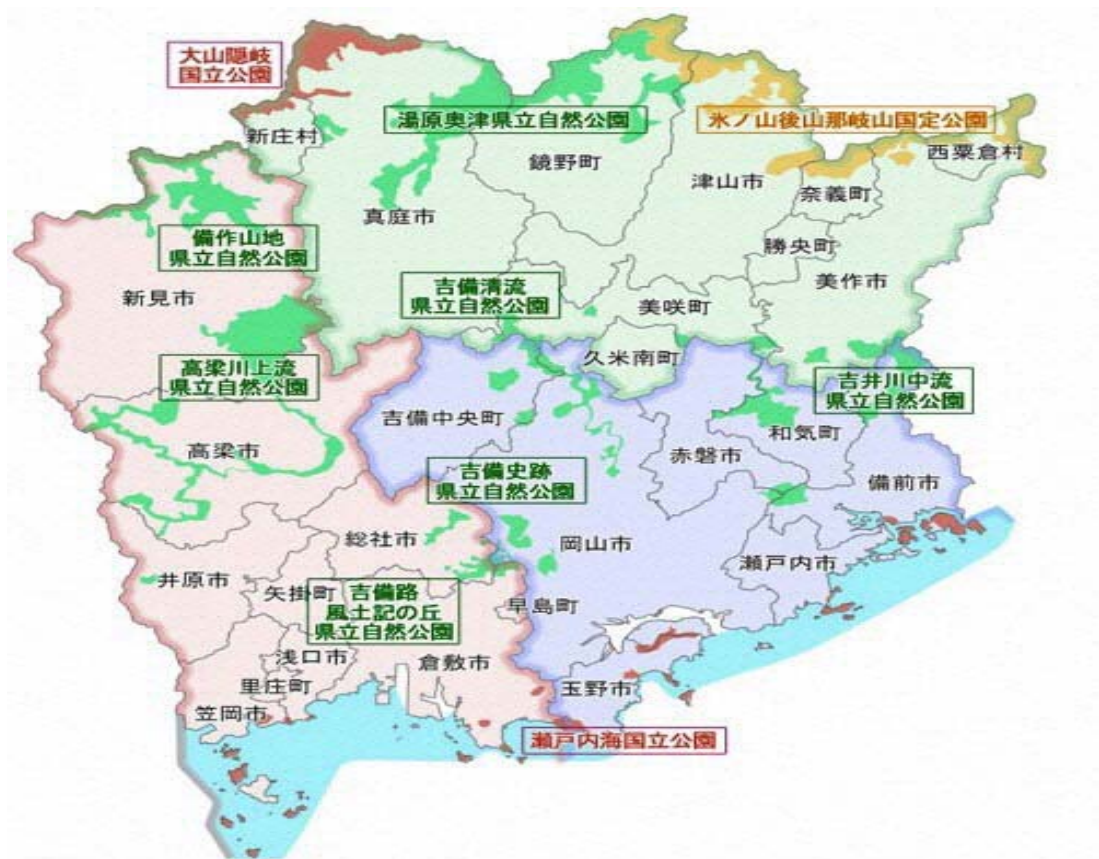 大山隠岐
国立公園
湯原奥津県立自然公園
氷ノ山後山那岐山国定公園
新庄村
鏡野町
西粟倉村
津山市
奈義町
真庭市
備作山地
県立自然公園
勝央町
美作市
新見市
吉備清流
県立自然公園
美咲町
久米南町
高梁川上流
県立自然公園
吉井川中流
県立自然公園
吉備中央町
和気町
高梁市
赤磐市
吉備史跡
県立自然公園
備前市
総社市
岡山市
瀬戸内市
井原市
矢掛町
吉備路
風土記の丘
県立自然公園
早島町
浅口市
倉敷市
里庄町
玉野市
笠岡市
瀬戸内海国立公園